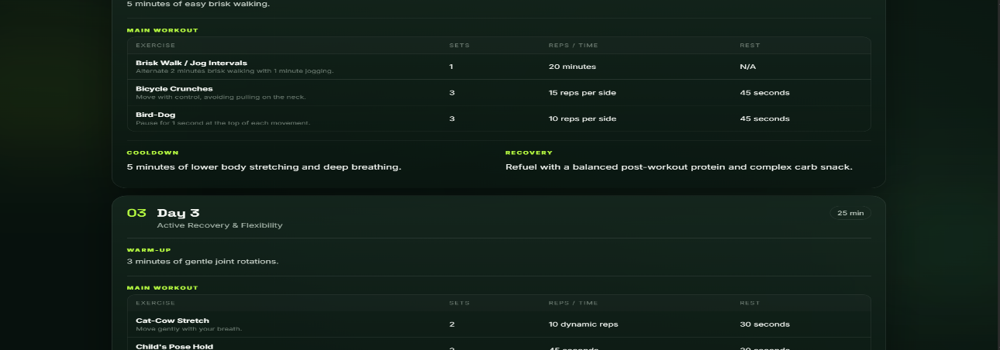 5 minutes of easy brisk walking.
MAIN WORKOUT
EXERCISE SETS REPS / TIME REST
Brisk Walk / Jog Intervals 1 20 minutes N/A
Alternate 2 minutes brisk walking with 1 minute jogging.
Bicycle Crunches 3 15 reps per side 45 seconds
Move with control, avoiding pulling on the neck.
Bird-Dog 3 10 reps per side 45 seconds
Pause for 1 second at the top of each movement.
COOLDOWN RECOVERY
5 minutes of lower body stretching and deep breathing. Refuel with a balanced post-workout protein and complex carb snack.
03 Day 3 25 min
Active Recovery & Flexibility
WARM-UP
3 minutes of gentle joint rotations.
MAIN WORKOUT
EXERCISE SETS REPS / TIME REST
Cat-Cow Stretch 2 10 dynamic reps 30 seconds
Move gently with your breath.
Child's Pose Hold 2 45 seconds 30 seconds